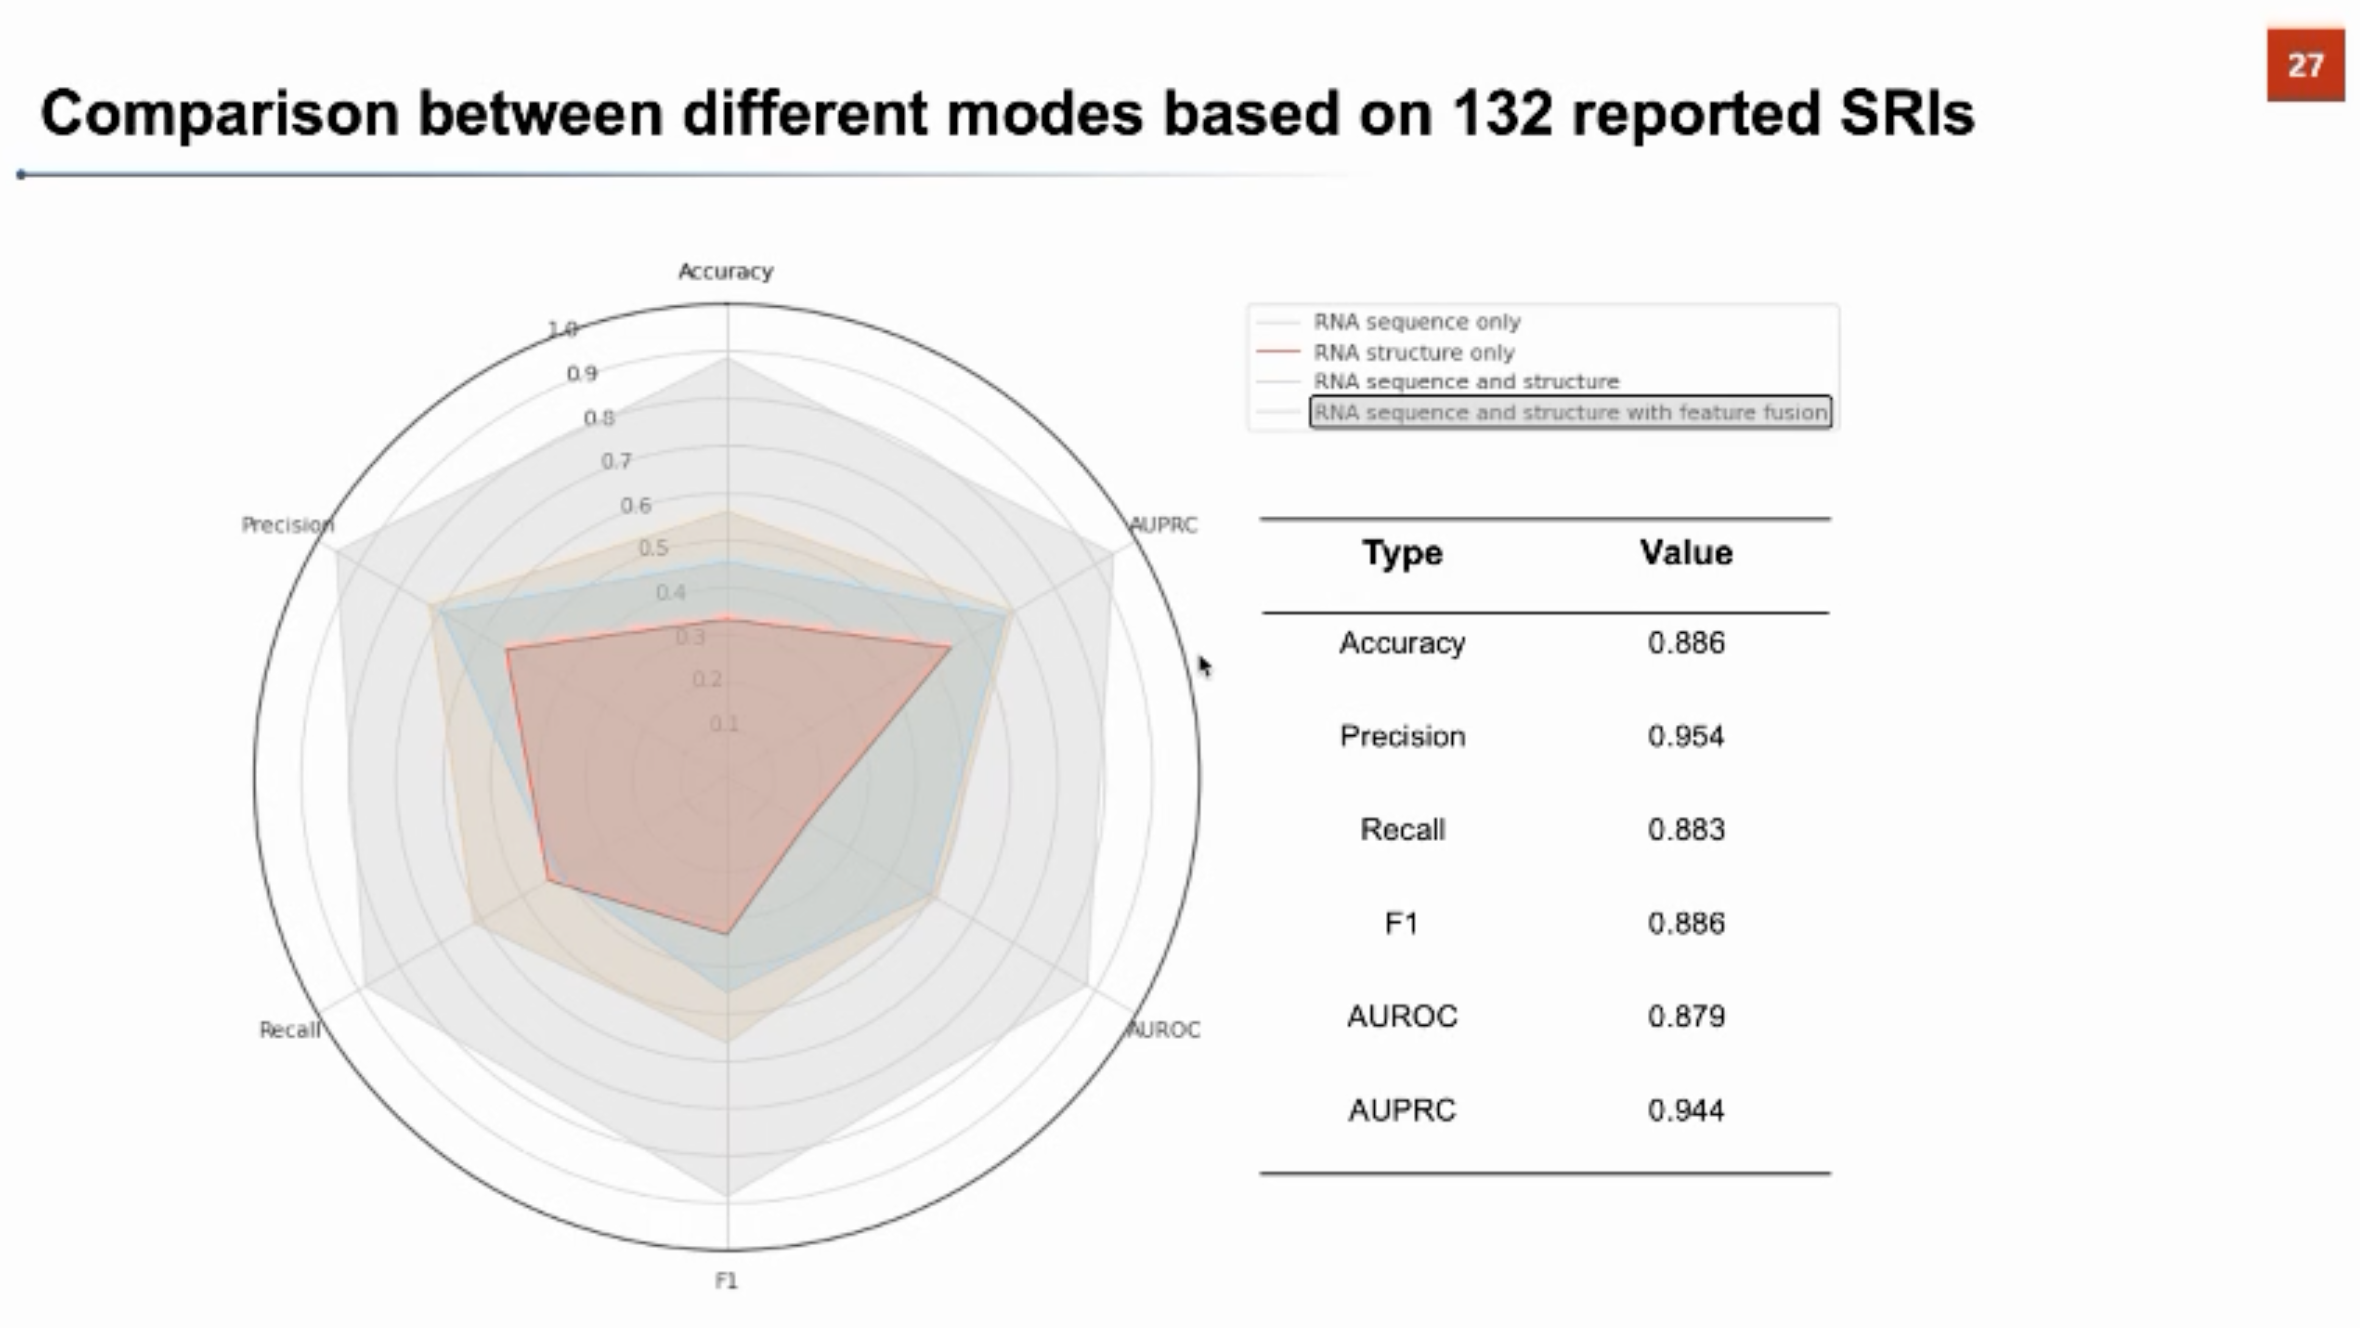 27
Comparison between different modes based on 132 reported SRIs
Accuracy
1.0
0.9
0.8
0.7
0.6
0.5
0.4
0.3
0.2
0.1
Precision
AUPRC
Recall
AUROC
F1
RNA sequence only
RNA structure only
RNA sequence and structure
RNA sequence and structure with feature fusion
Type Value
Accuracy 0.886
Precision 0.954
Recall 0.883
F1 0.886
AUROC 0.879
AUPRC 0.944